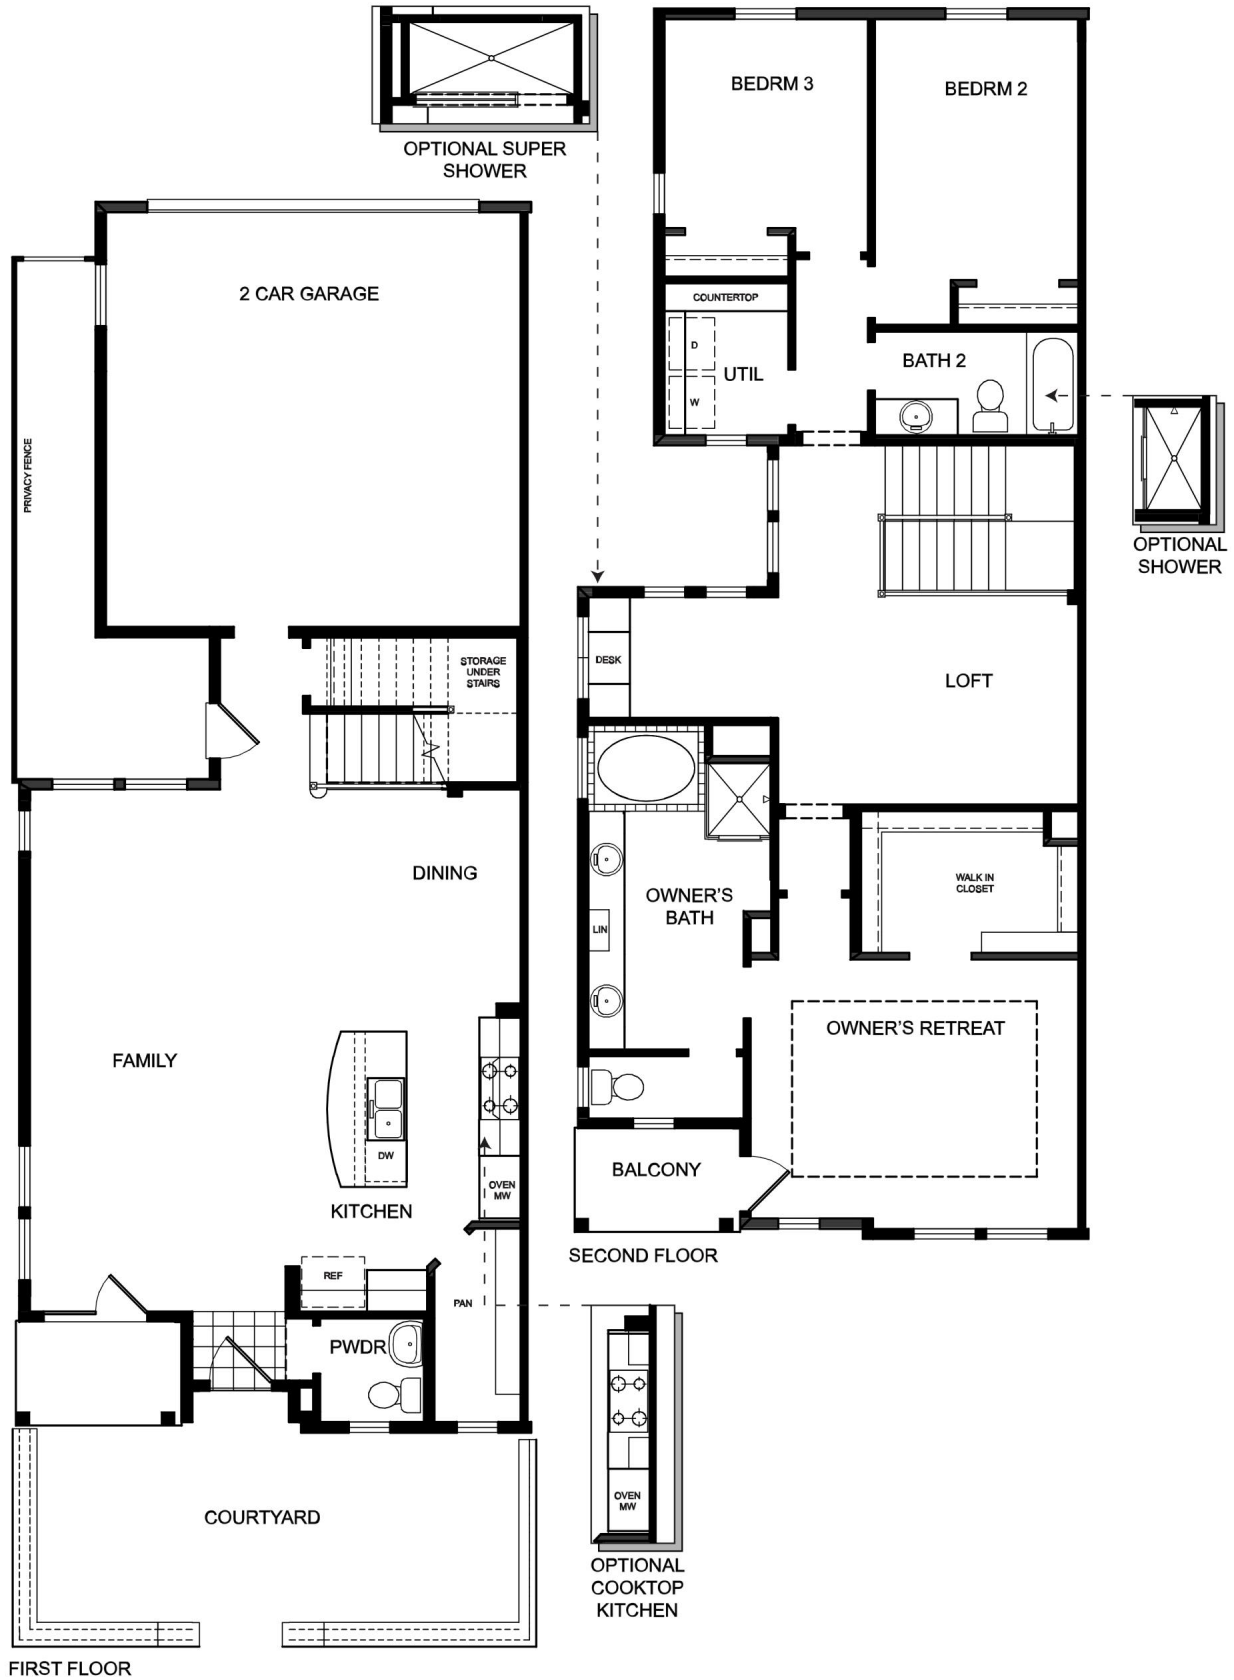 OPTIONAL SUPER
SHOWER
2 CAR GARAGE
PRIVACY FENCE
STORAGE
UNDER
STAIRS
DINING
FAMILY
DW
OVEN
MW
KITCHEN
REF
PAN
PWDR
COURTYARD
FIRST FLOOR
BEDRM 3
BEDRM 2
COUNTERTOP
D
UTIL
W
BATH 2
OPTIONAL
SHOWER
DESK
LOFT
WALK IN
CLOSET
OWNER'S
BATH
LIN
OWNER'S RETREAT
BALCONY
SECOND FLOOR
OVEN
MW
OPTIONAL
COOKTOP
KITCHEN